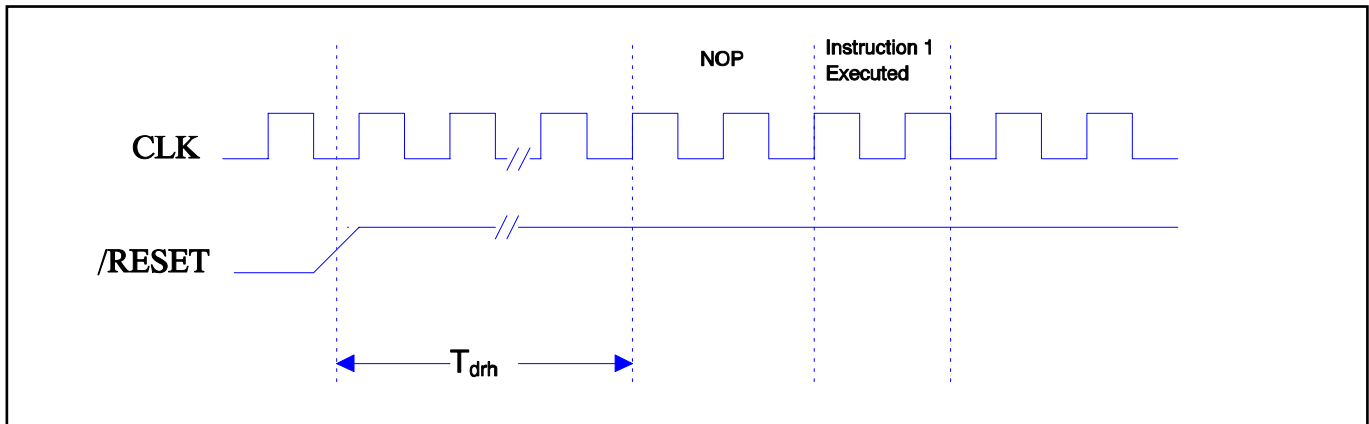 NOP
Instruction 1
Executed
CLK
/RESET
Tdrh